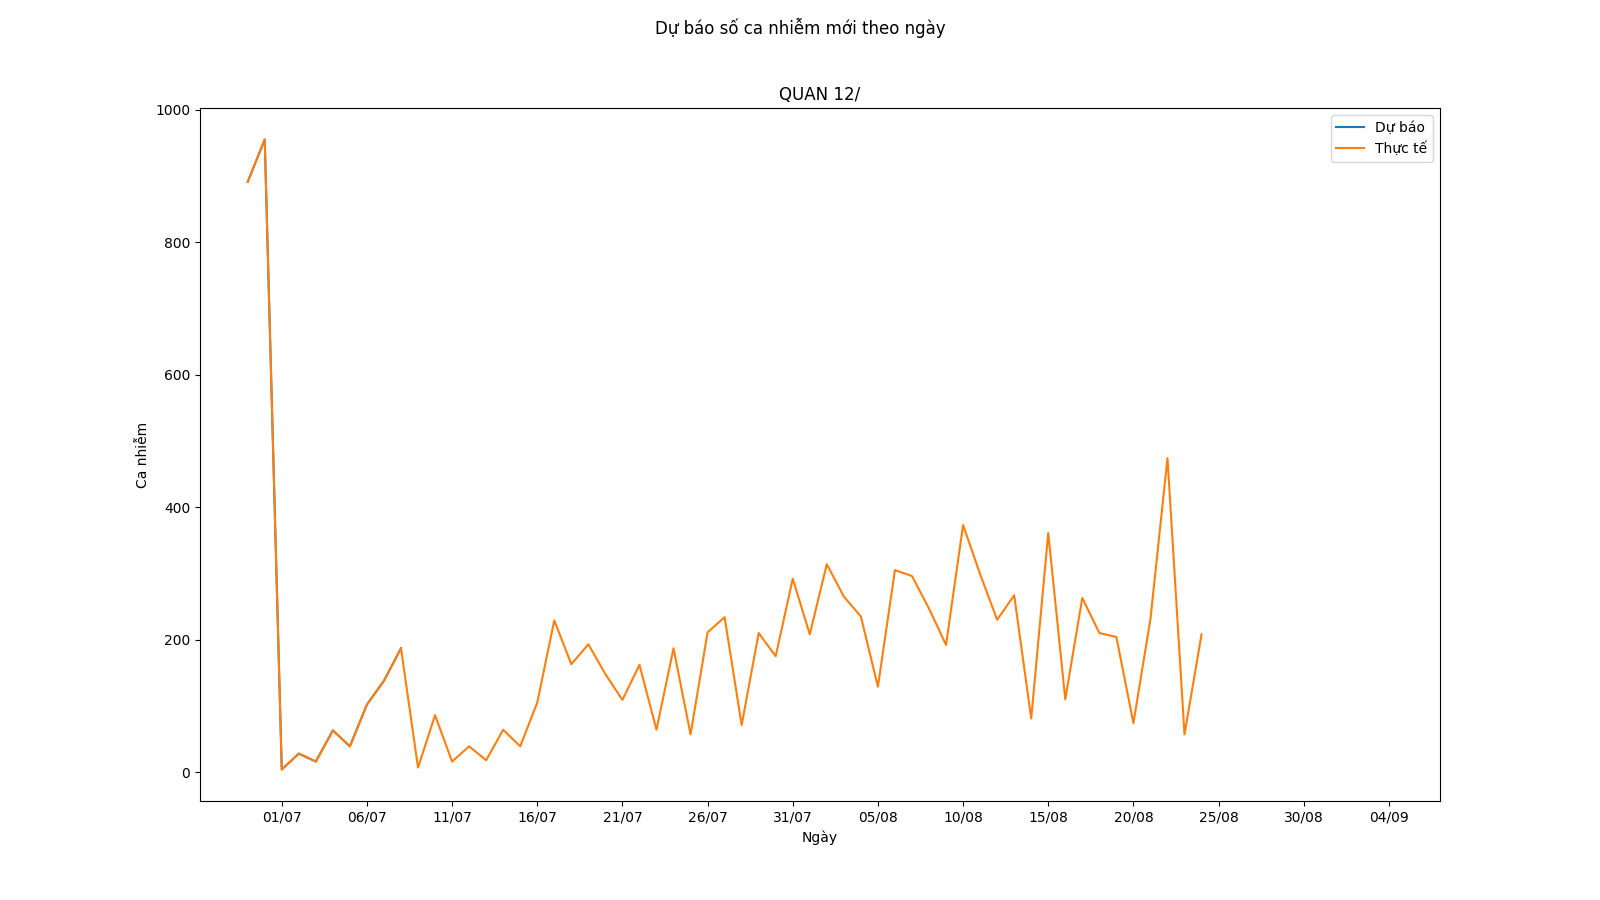 Dự báo số ca nhiễm mới theo ngày
QUAN 12/
Dự báo
Thực tế
1000
800
600
400
200
0
Ca nhiễm
01/07 06/07 11/07 16/07 21/07 26/07 31/07 05/08 10/08 15/08 20/08 25/08 30/08 04/09
Ngày